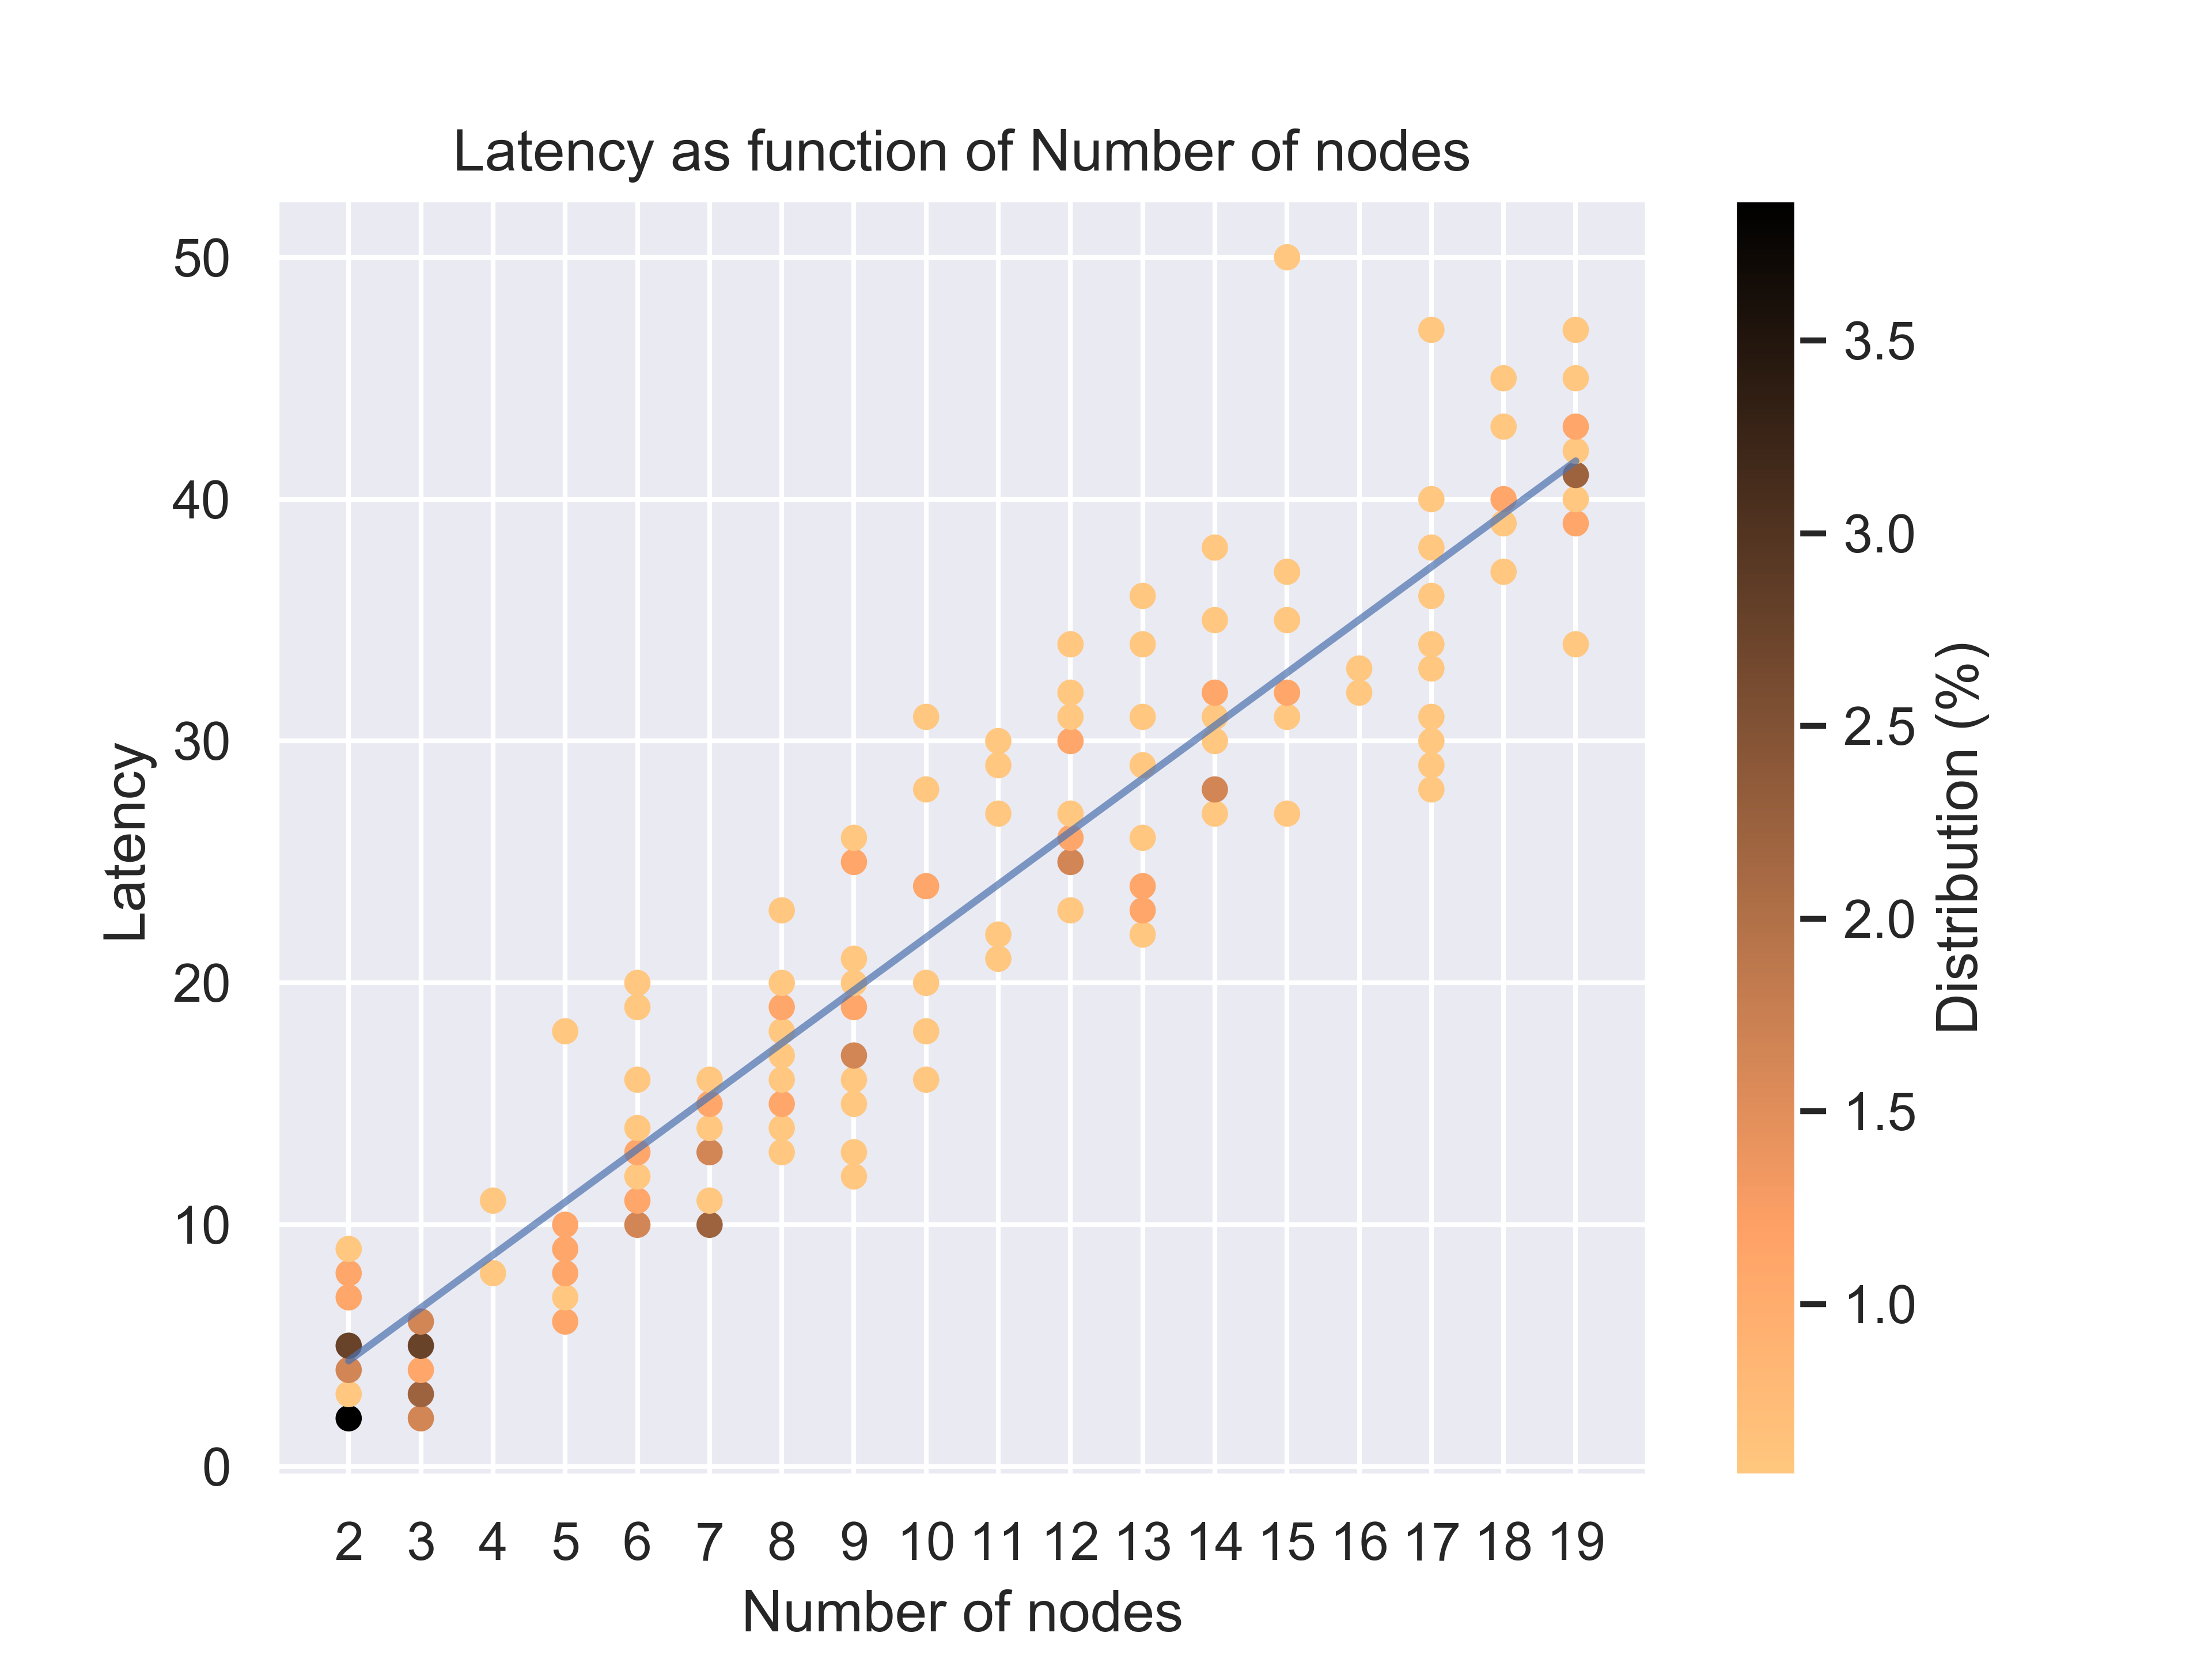 Latency as function of Number of nodes
50
40
30
20
10
0
Latency
2 3 4 5 6 7 8 9 10 11 12 13 14 15 16 17 18 19
Number of nodes
3.5
3.0
2.5
2.0
1.5
1.0
Distribution (%)